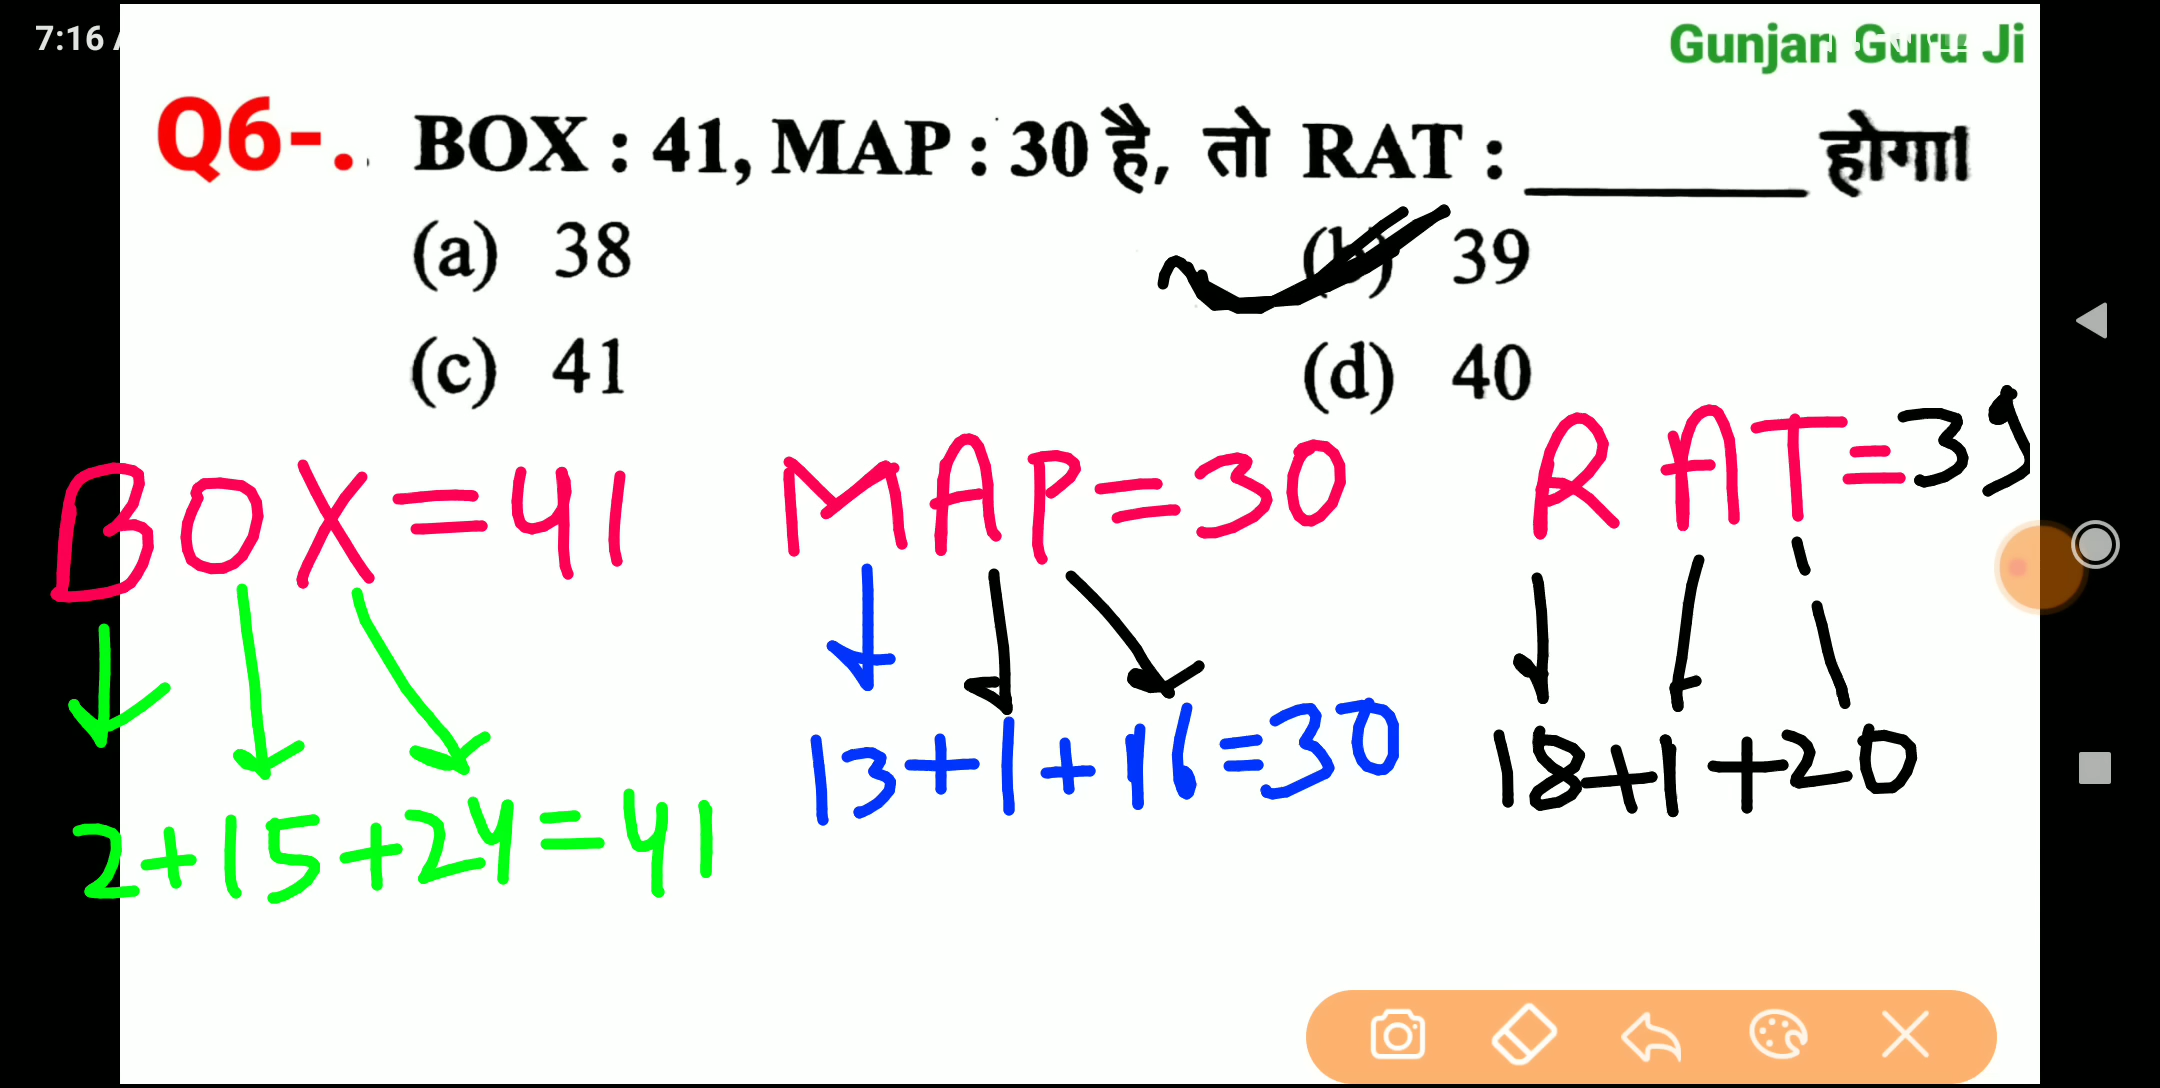 7:16
Gunjan Guru Ji
Q6-. BOX : 41, MAP : 30 है, तो RAT : ________ होगा।
(a) 38 (b) 39
(c) 41 (d) 40
BOX=41 MAP=30 RAT=39
13+1+16=30 18+1+20
2+15+24=41